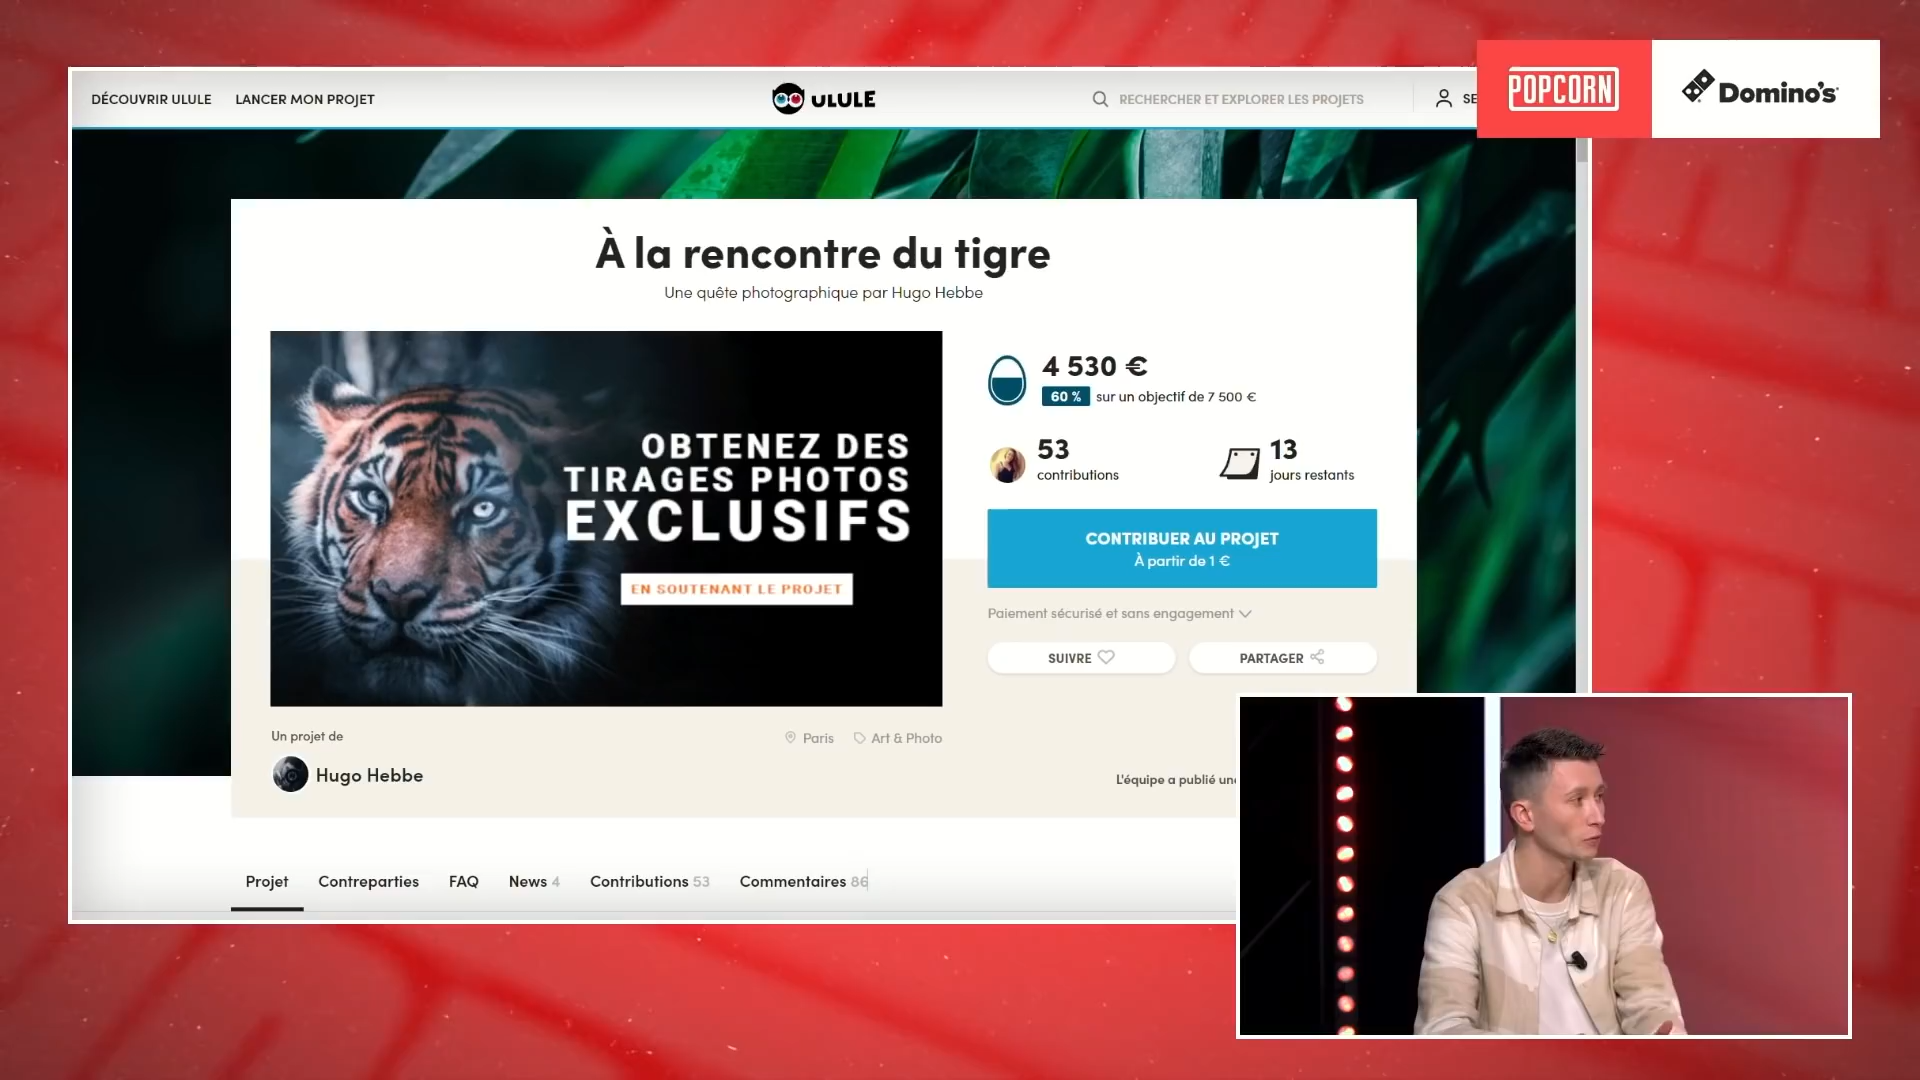 DÉCOUVRIR ULULE
LANCER MON PROJET
ULULE
RECHERCHER ET EXPLORER LES PROJETS
SE
POPCORN
Domino's
À la rencontre du tigre
Une quête photographique par Hugo Hebbe
OBTENEZ DES
TIRAGES PHOTOS
EXCLUSIFS
EN SOUTENANT LE PROJET
4 530 €
60 % sur un objectif de 7 500 €
53
contributions
13
jours restants
CONTRIBUER AU PROJET
À partir de 1 €
Paiement sécurisé et sans engagement
SUIVRE
PARTAGER
Un projet de
Paris
Art & Photo
Hugo Hebbe
L'équipe a publié une
Projet
Contreparties
FAQ
News 4
Contributions 53
Commentaires 86